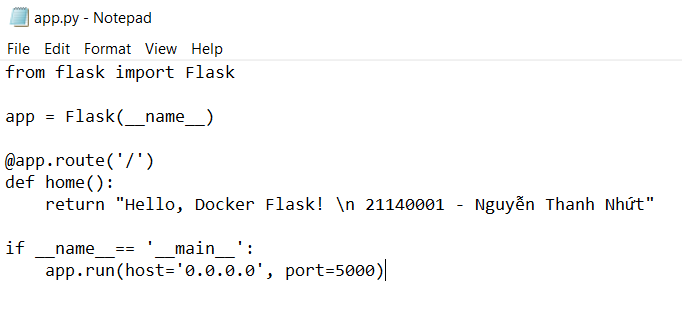 app.py - Notepad
File Edit Format View Help
from flask import Flask
app = Flask(__name__)
@app.route('/')
def home():
    return "Hello, Docker Flask! \n 21140001 - Nguyễn Thanh Nhứt"
if __name__== '__main__':
    app.run(host='0.0.0.0', port=5000)